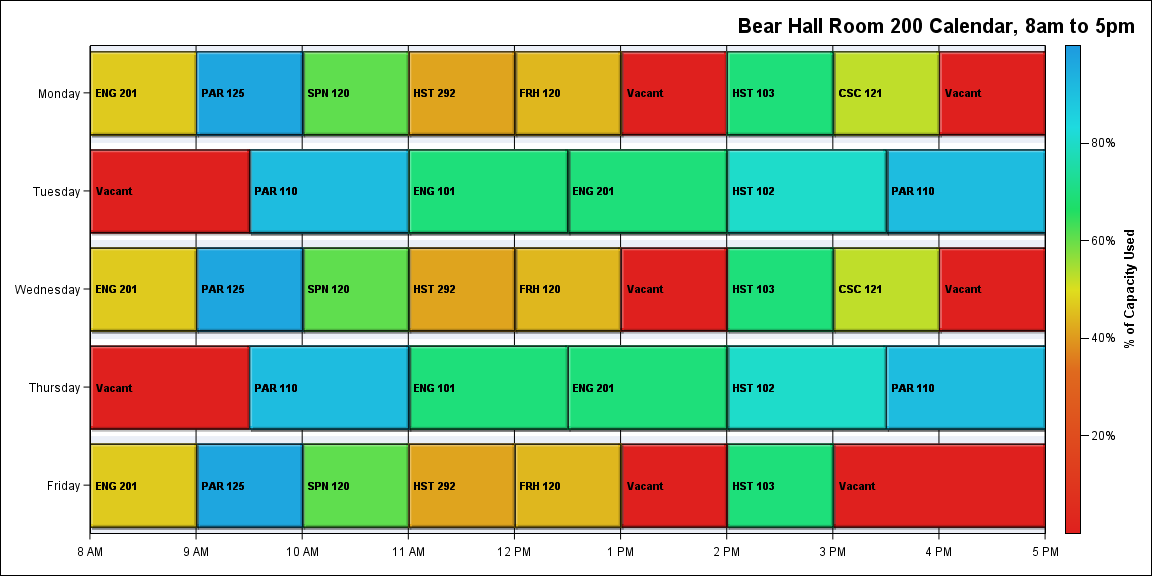 Bear Hall Room 200 Calendar, 8am to 5pm
Monday
ENG 201
PAR 125
SPN 120
HST 292
FRH 120
Vacant
HST 103
CSC 121
Vacant
Tuesday
Vacant
PAR 110
ENG 101
ENG 201
HST 102
PAR 110
Wednesday
ENG 201
PAR 125
SPN 120
HST 292
FRH 120
Vacant
HST 103
CSC 121
Vacant
Thursday
Vacant
PAR 110
ENG 101
ENG 201
HST 102
PAR 110
Friday
ENG 201
PAR 125
SPN 120
HST 292
FRH 120
Vacant
HST 103
Vacant
8 AM
9 AM
10 AM
11 AM
12 PM
1 PM
2 PM
3 PM
4 PM
5 PM
80%
60%
40%
20%
% of Capacity Used